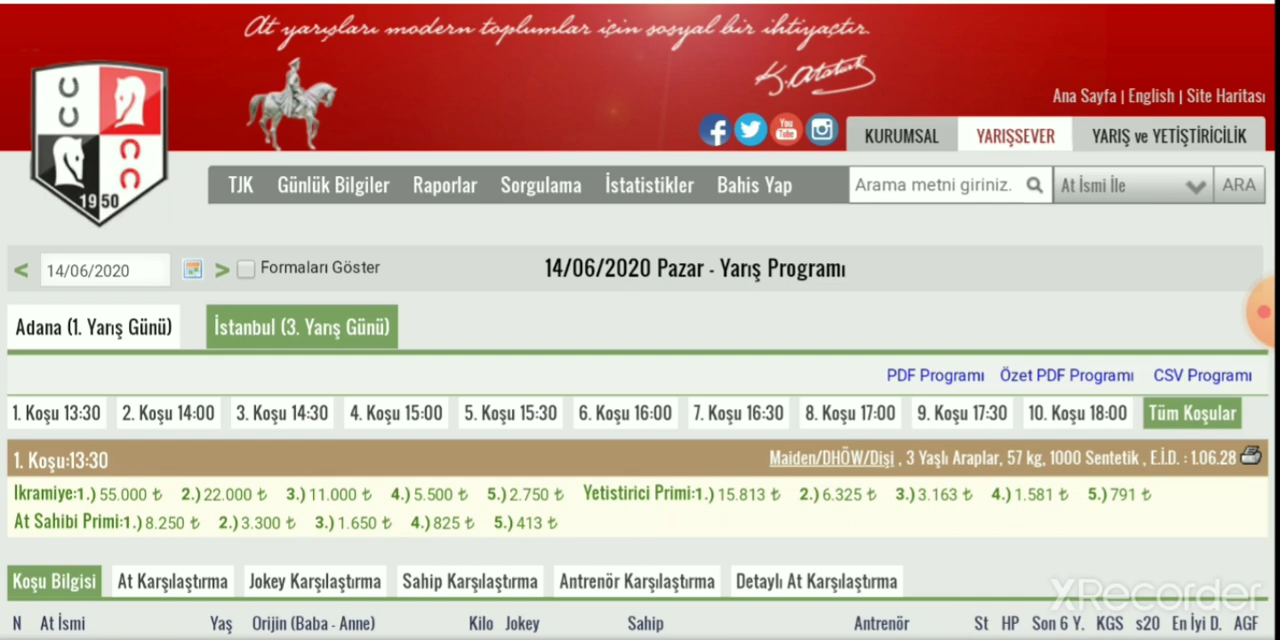 At yarışları modern toplumlar için sosyal bir ihtiyaçtır.
K. Atatürk
Ana Sayfa | English | Site Haritası
You Tube
KURUMSAL YARIŞSEVER YARIŞ ve YETİŞTİRİCİLİK
1950
TJK Günlük Bilgiler Raporlar Sorgulama İstatistikler Bahis Yap Arama metni giriniz. At İsmi İle ARA
< 14/06/2020 > Formaları Göster 14/06/2020 Pazar - Yarış Programı
Adana (1. Yarış Günü) İstanbul (3. Yarış Günü)
PDF Programı Özet PDF Programı CSV Programı
1. Koşu 13:30 2. Koşu 14:00 3. Koşu 14:30 4. Koşu 15:00 5. Koşu 15:30 6. Koşu 16:00 7. Koşu 16:30 8. Koşu 17:00 9. Koşu 17:30 10. Koşu 18:00 Tüm Koşular
1. Koşu:13:30 Maiden/DHÖW/Dişi , 3 Yaşlı Araplar, 57 kg, 1000 Sentetik , E.İ.D. : 1.06.28
Ikramiye:1.) 55.000 ₺ 2.) 22.000 ₺ 3.) 11.000 ₺ 4.) 5.500 ₺ 5.) 2.750 ₺ Yetistirici Primi:1.) 15.813 ₺ 2.) 6.325 ₺ 3.) 3.163 ₺ 4.) 1.581 ₺ 5.) 791 ₺
At Sahibi Primi:1.) 8.250 ₺ 2.) 3.300 ₺ 3.) 1.650 ₺ 4.) 825 ₺ 5.) 413 ₺
Koşu Bilgisi At Karşılaştırma Jokey Karşılaştırma Sahip Karşılaştırma Antrenör Karşılaştırma Detaylı At Karşılaştırma
XRecorder
N At İsmi Yaş Orijin (Baba - Anne) Kilo Jokey Sahip Antrenör St HP Son 6 Y. KGS s20 En İyi D. AGF